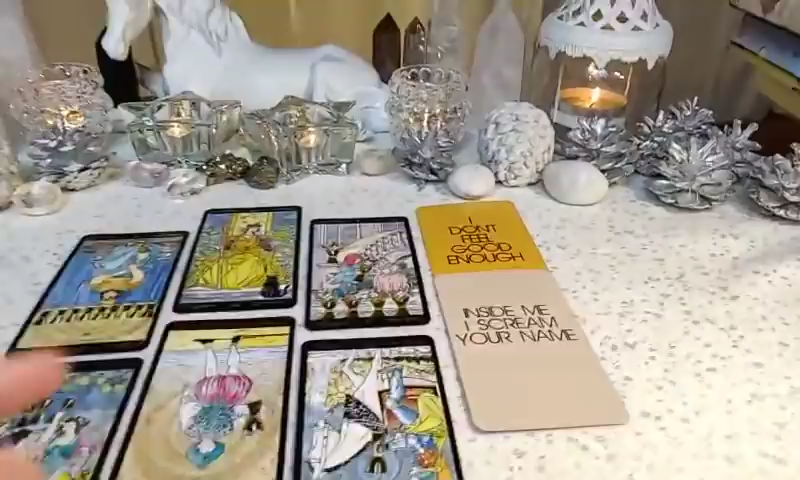 I
DONT
FEEL
GOOD
ENOUGH
INSIDE ME
I SCREAM
YOUR NAME